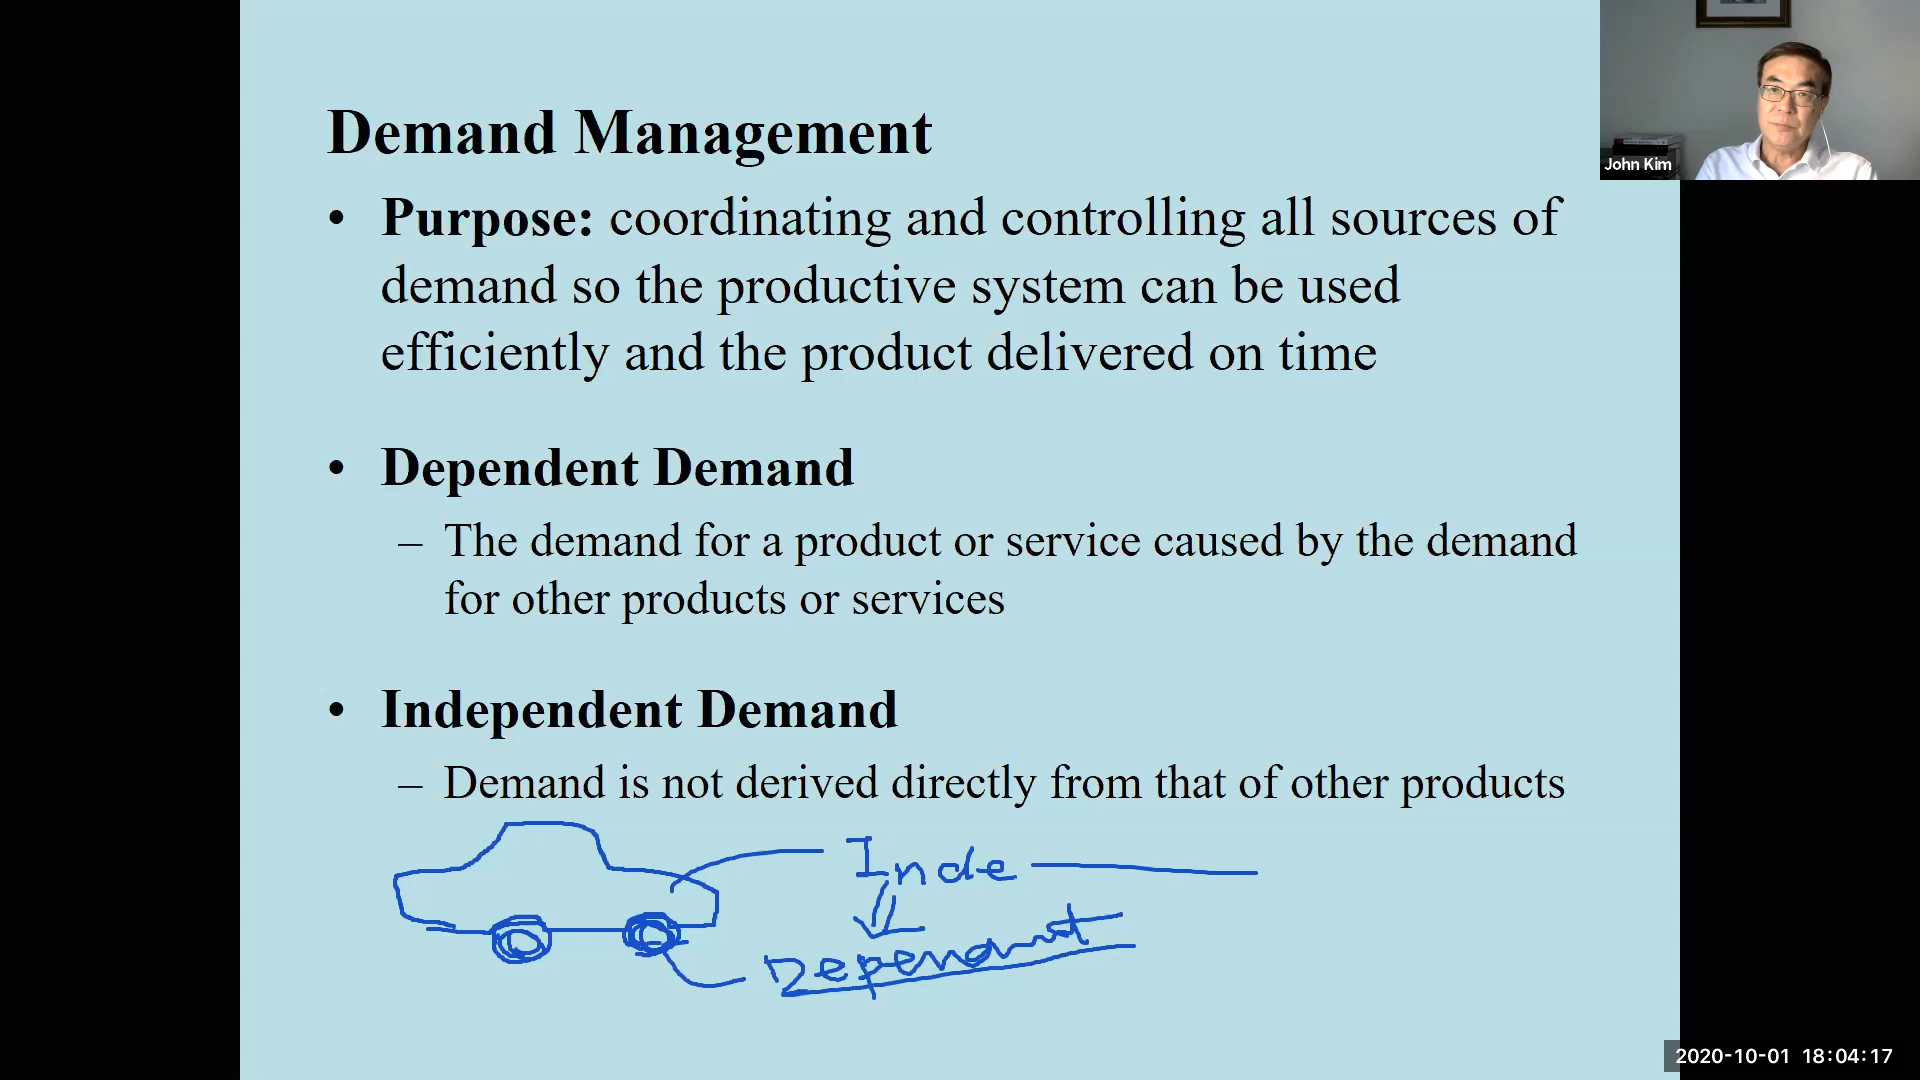 Demand Management
• Purpose: coordinating and controlling all sources of
demand so the productive system can be used
efficiently and the product delivered on time
• Dependent Demand
– The demand for a product or service caused by the demand
for other products or services
• Independent Demand
– Demand is not derived directly from that of other products
Inde
Dependant
John Kim
2020-10-01 18:04:17